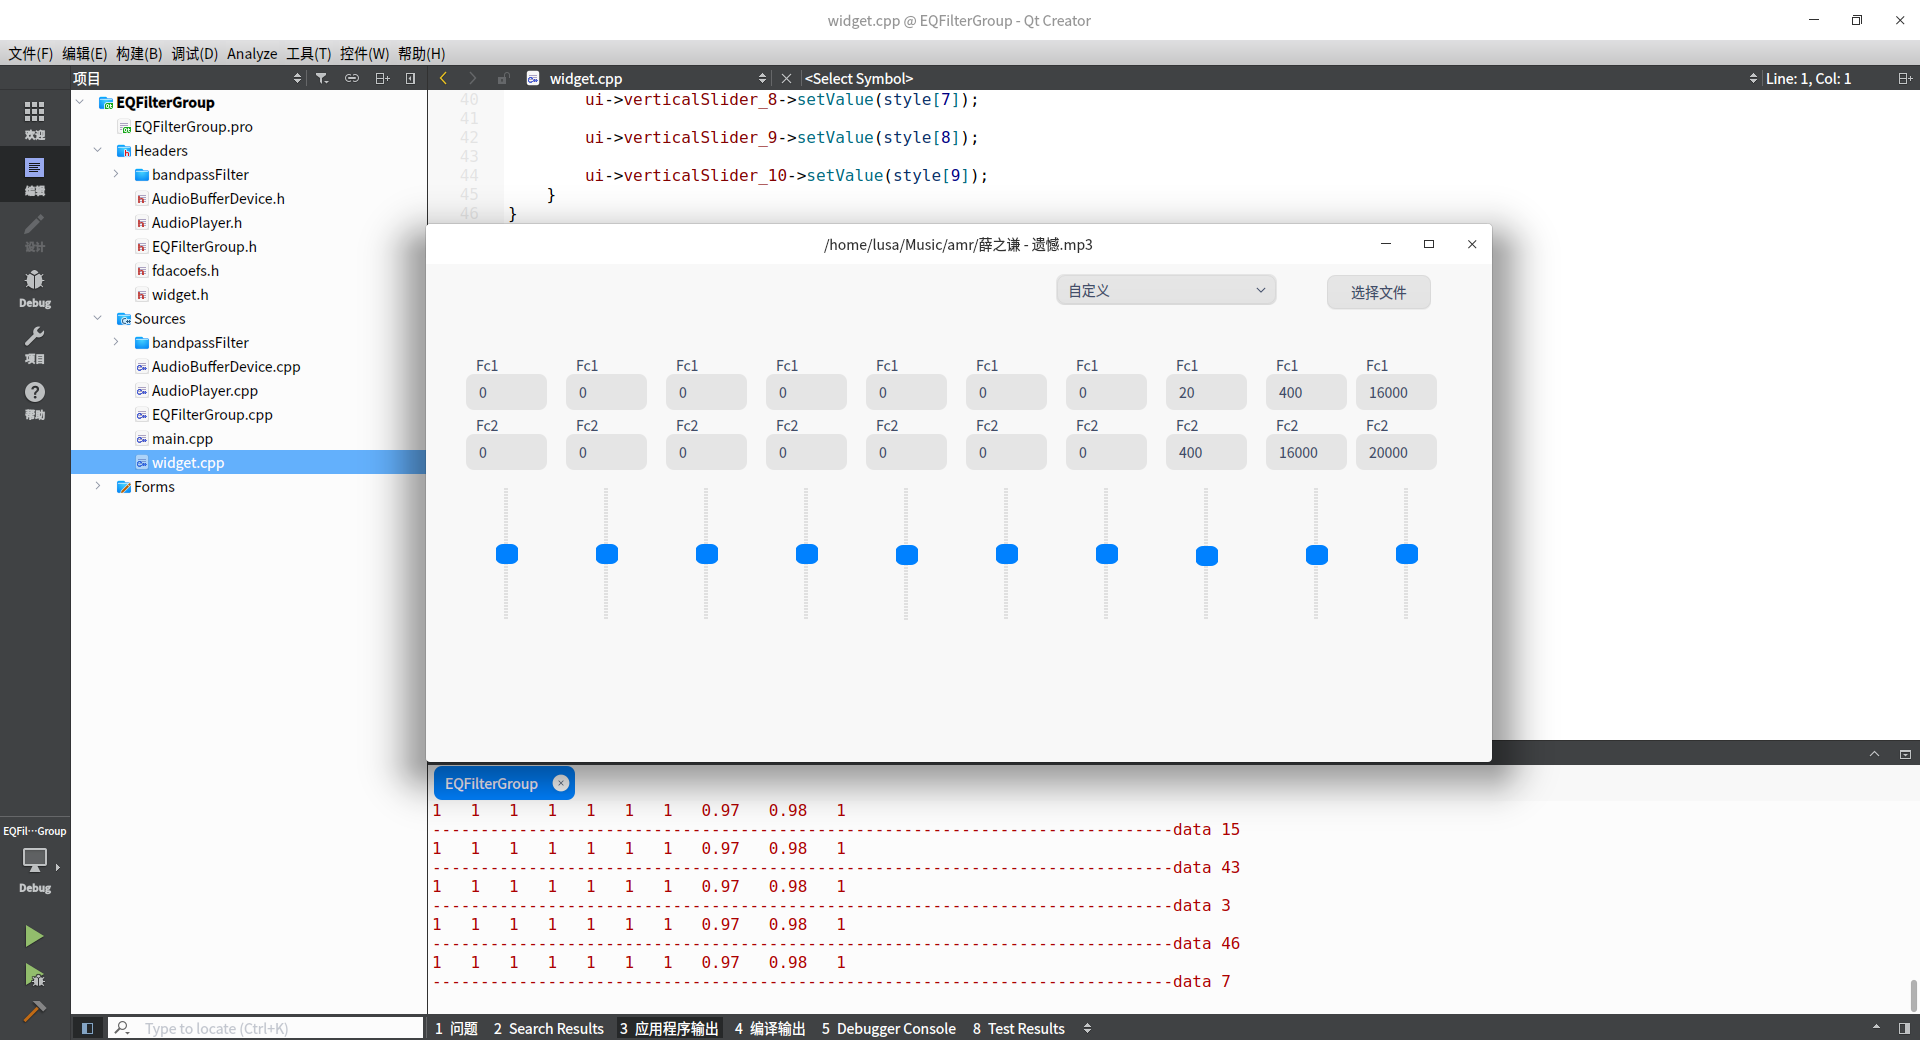 widget.cpp @ EQFilterGroup - Qt Creator
文件(F) 编辑(E) 构建(B) 调试(D) Analyze 工具(T) 控件(W) 帮助(H)
项目
widget.cpp
<Select Symbol>
Line: 1, Col: 1
欢迎
编辑
设计
Debug
项目
帮助
EQFil···Group
Debug
EQFilterGroup
EQFilterGroup.pro
Headers
bandpassFilter
AudioBufferDevice.h
AudioPlayer.h
EQFilterGroup.h
fdacoefs.h
widget.h
Sources
bandpassFilter
AudioBufferDevice.cpp
AudioPlayer.cpp
EQFilterGroup.cpp
main.cpp
widget.cpp
Forms
40 ui->verticalSlider_8->setValue(style[7]);
41
42 ui->verticalSlider_9->setValue(style[8]);
43
44 ui->verticalSlider_10->setValue(style[9]);
45 }
46 }
/home/lusa/Music/amr/薛之谦 - 遗憾.mp3
自定义
选择文件
Fc1 Fc1 Fc1 Fc1 Fc1 Fc1 Fc1 Fc1 Fc1 Fc1
0 0 0 0 0 0 0 20 400 16000
Fc2 Fc2 Fc2 Fc2 Fc2 Fc2 Fc2 Fc2 Fc2 Fc2
0 0 0 0 0 0 0 400 16000 20000
EQFilterGroup
1 1 1 1 1 1 1 0.97 0.98 1
-----------------------------------------------------------------------------data 15
1 1 1 1 1 1 1 0.97 0.98 1
-----------------------------------------------------------------------------data 43
1 1 1 1 1 1 1 0.97 0.98 1
-----------------------------------------------------------------------------data 3
1 1 1 1 1 1 1 0.97 0.98 1
-----------------------------------------------------------------------------data 46
1 1 1 1 1 1 1 0.97 0.98 1
-----------------------------------------------------------------------------data 7
Type to locate (Ctrl+K)
1 问题 2 Search Results 3 应用程序输出 4 编译输出 5 Debugger Console 8 Test Results